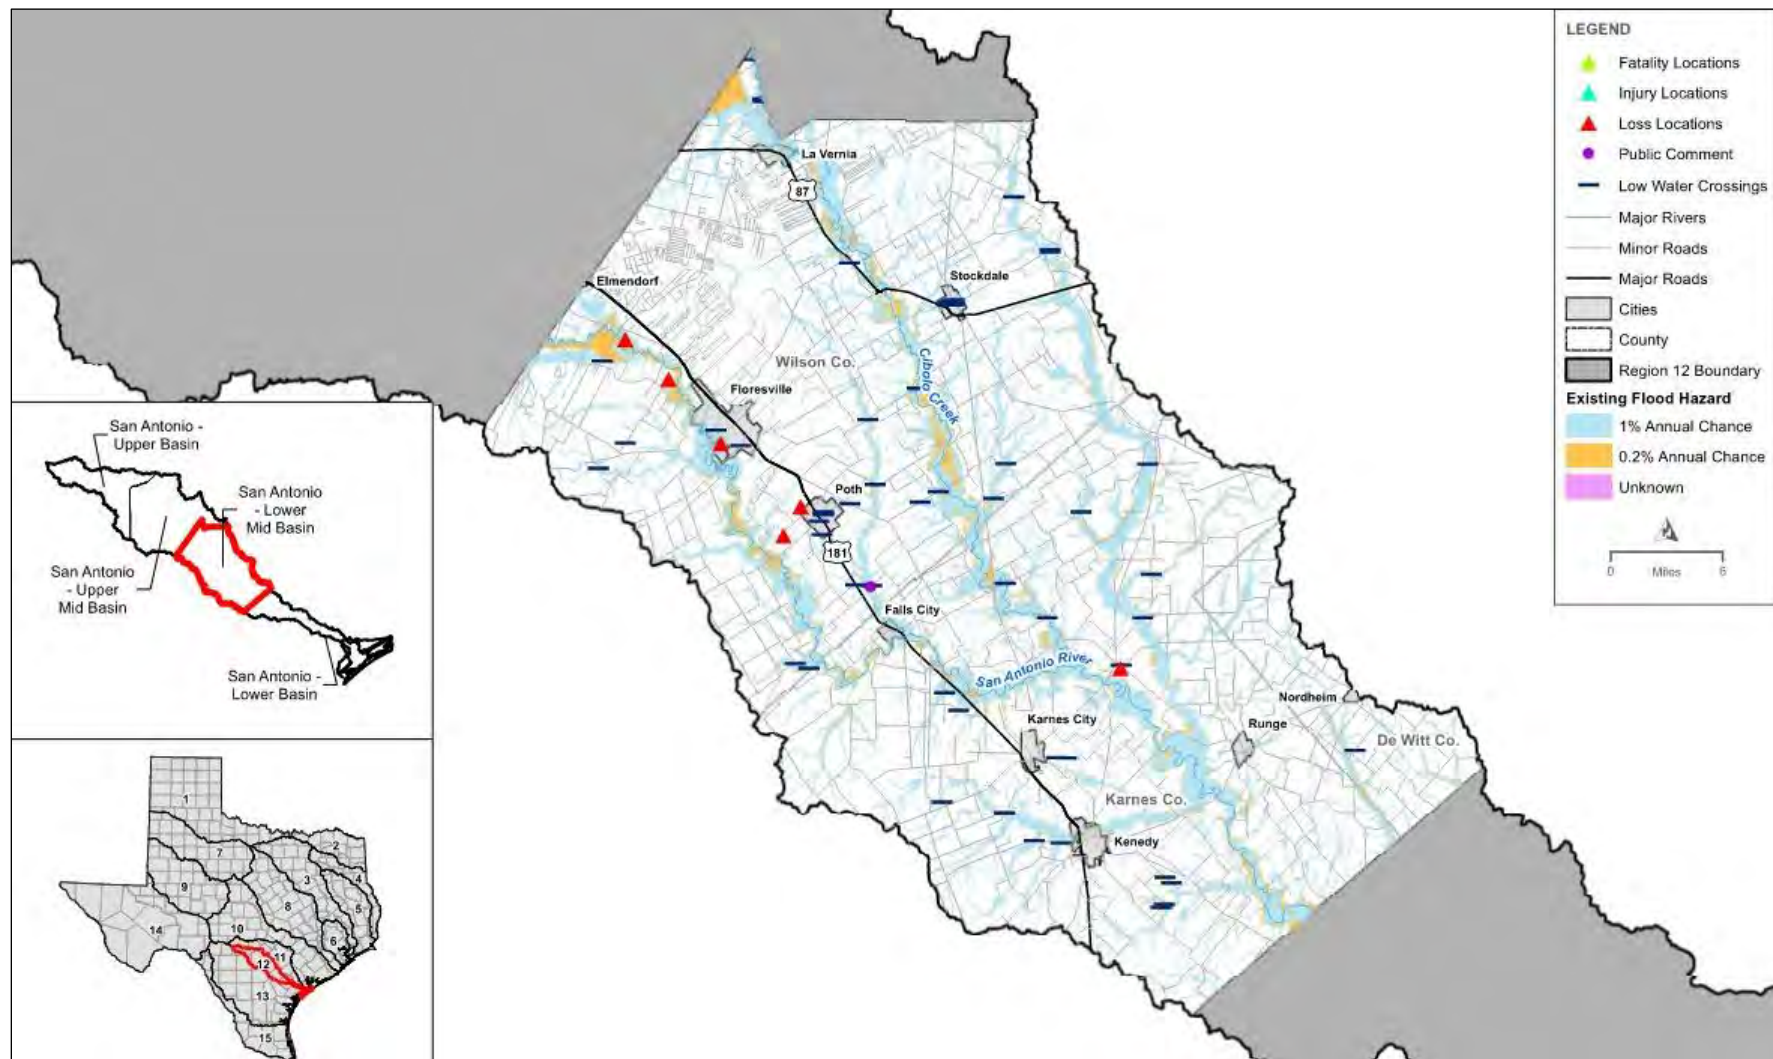 LEGEND
Fatality Locations
Injury Locations
Loss Locations
Public Comment
Low Water Crossings
Major Rivers
Minor Roads
Major Roads
Cities
County
Region 12 Boundary
Existing Flood Hazard
1% Annual Chance
0.2% Annual Chance
Unknown
0 Miles 6
La Vernia
87
Stockdale
Elmendorf
Cibolo Creek
Wilson Co.
Floresville
Poth
181
Falls City
San Antonio River
Nordheim
Karnes City
Runge
De Witt Co.
Karnes Co.
Kenedy
San Antonio -
Upper Basin
San Antonio
- Lower
Mid Basin
San Antonio
- Upper
Mid Basin
San Antonio -
Lower Basin
1
2
7
3
4
9
8
5
14
10
6
11
12
13
15